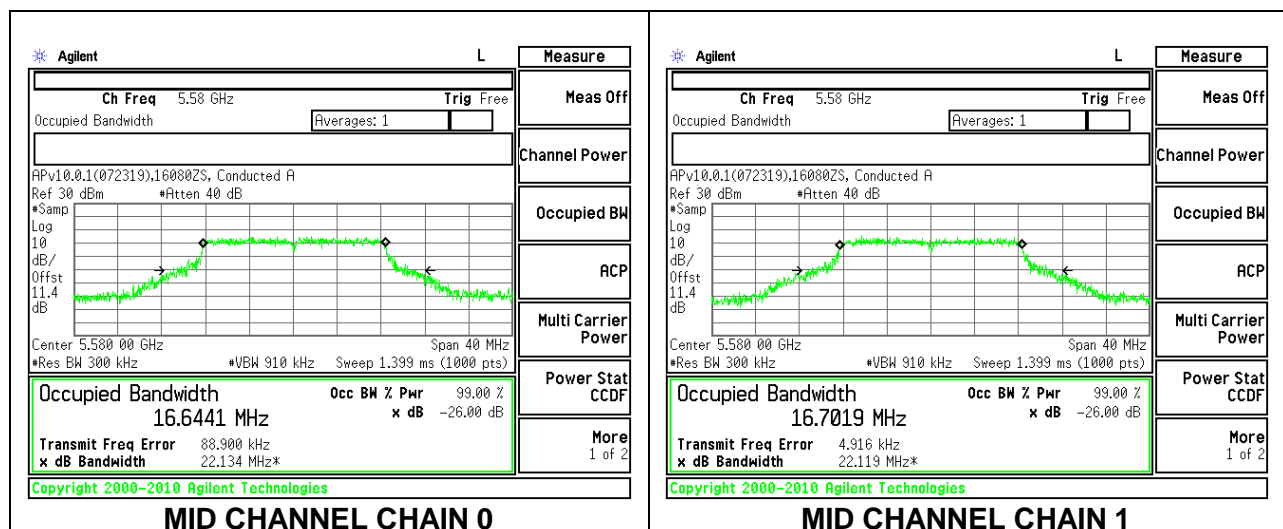 Agilent L Measure
Ch Freq 5.58 GHz Trig Free Meas Off
Occupied Bandwidth Averages: 1
Channel Power
APv10.0.1(072319),16080ZS, Conducted A
Ref 30 dBm #Atten 40 dB
#Samp Occupied BW
Log
10
dB/
Offst ACP
11.4
dB
Multi Carrier
Power
Center 5.580 00 GHz Span 40 MHz
#Res BW 300 kHz #VBW 910 kHz Sweep 1.399 ms (1000 pts)
Power Stat
CCDF
Occupied Bandwidth Occ BW % Pwr 99.00 %
16.6441 MHz x dB -26.00 dB
Transmit Freq Error 88.900 kHz More
x dB Bandwidth 22.134 MHz* 1 of 2
Copyright 2000-2010 Agilent Technologies
MID CHANNEL CHAIN 0
Agilent L Measure
Ch Freq 5.58 GHz Trig Free Meas Off
Occupied Bandwidth Averages: 1
Channel Power
APv10.0.1(072319),16080ZS, Conducted A
Ref 30 dBm #Atten 40 dB
#Samp Occupied BW
Log
10
dB/
Offst ACP
11.4
dB
Multi Carrier
Power
Center 5.580 00 GHz Span 40 MHz
#Res BW 300 kHz #VBW 910 kHz Sweep 1.399 ms (1000 pts)
Power Stat
CCDF
Occupied Bandwidth Occ BW % Pwr 99.00 %
16.7019 MHz x dB -26.00 dB
Transmit Freq Error 4.916 kHz More
x dB Bandwidth 22.119 MHz* 1 of 2
Copyright 2000-2010 Agilent Technologies
MID CHANNEL CHAIN 1